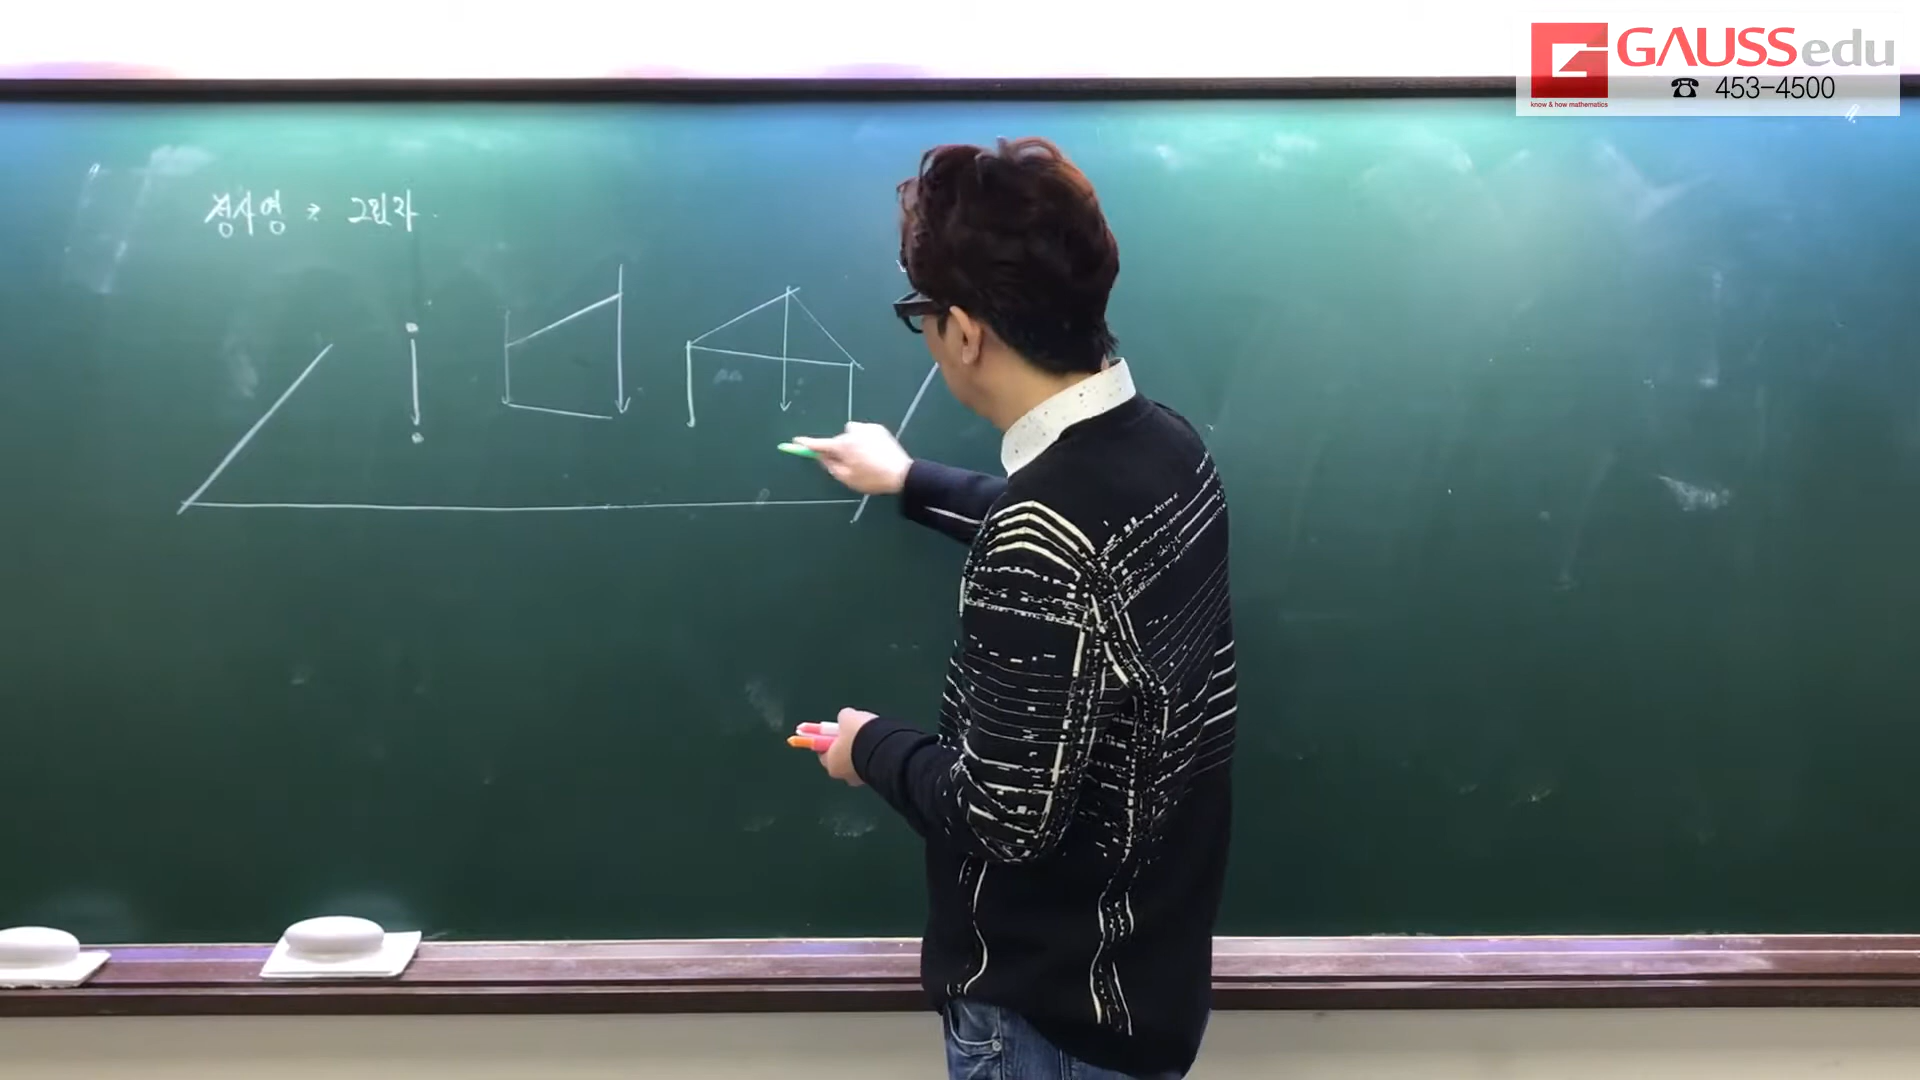 GAUSSedu
know & how mathematics
☎ 453-4500
정사영 → 그림자.